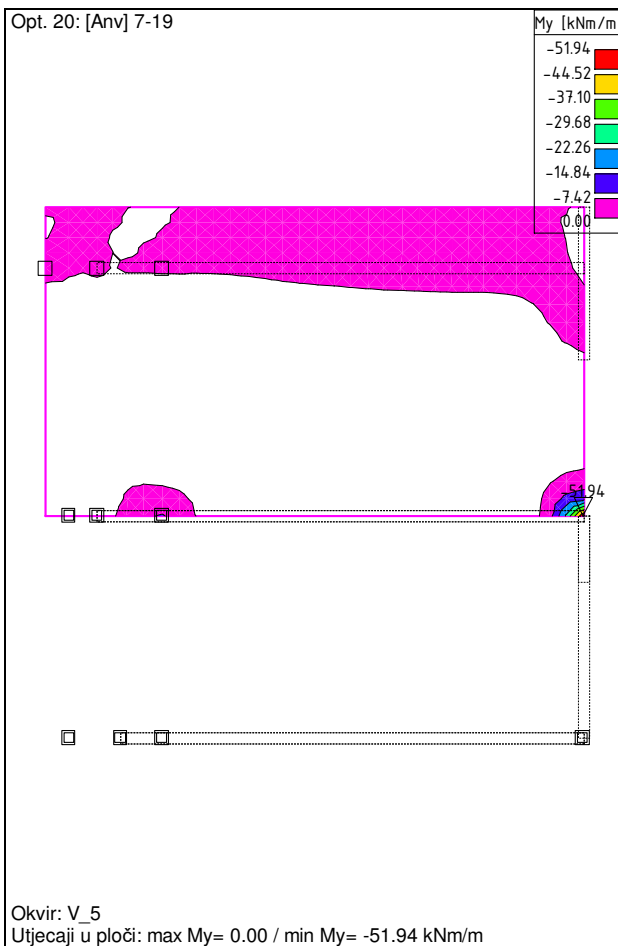 Opt. 20: [Anv] 7-19
My [kNm/m
-51.94
-44.52
-37.10
-29.68
-22.26
-14.84
-7.42
0.00
-51.94
Okvir: V_5
Utjecaji u ploči: max My= 0.00 / min My= -51.94 kNm/m